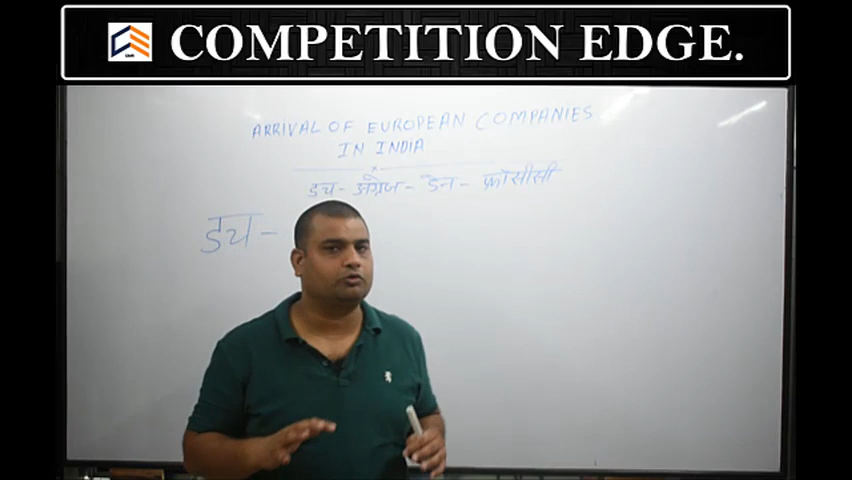 COMPETITION EDGE.
ARRIVAL OF EUROPEAN COMPANIES
IN INDIA
डच - अंग्रेज - डेन - फ्रांसीसी
डच -